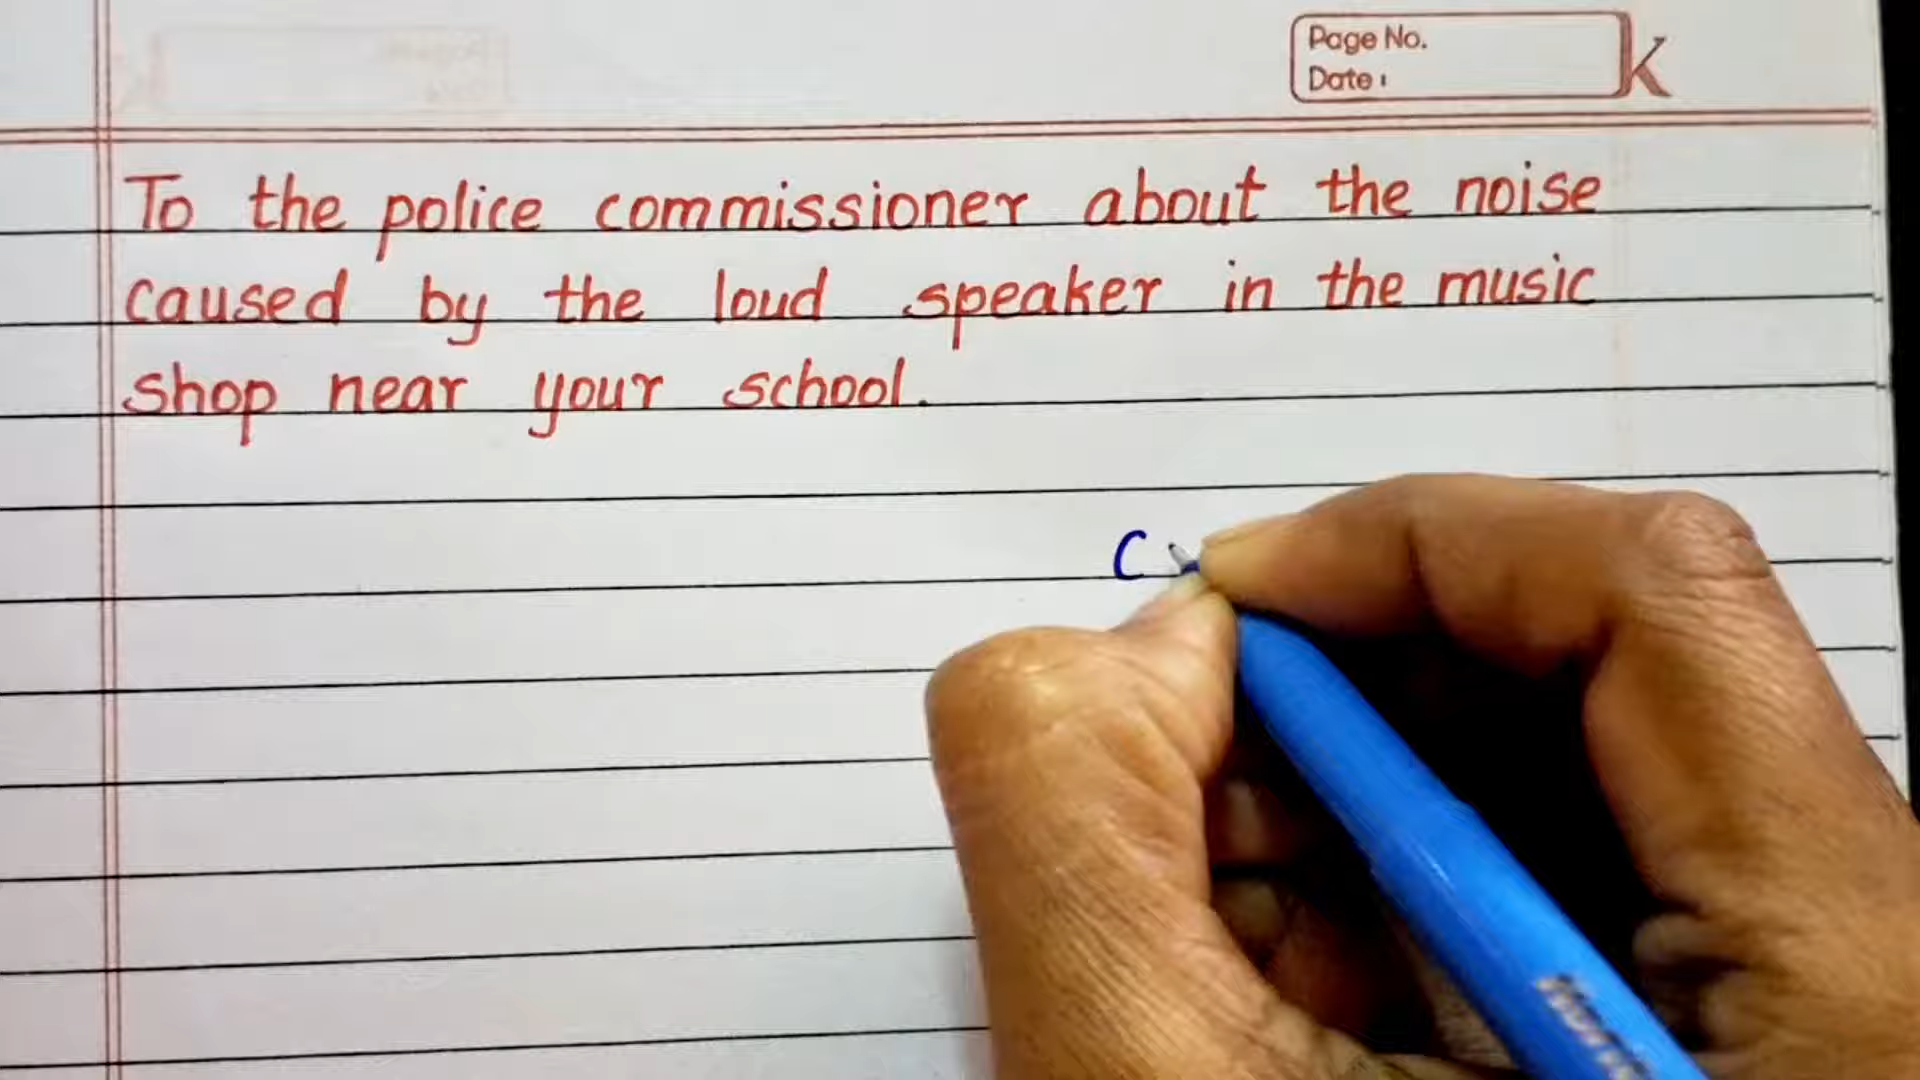 Page No.
Date :
K
To the police commissioner about the noise
caused by the loud speaker in the music
shop near your school.
C